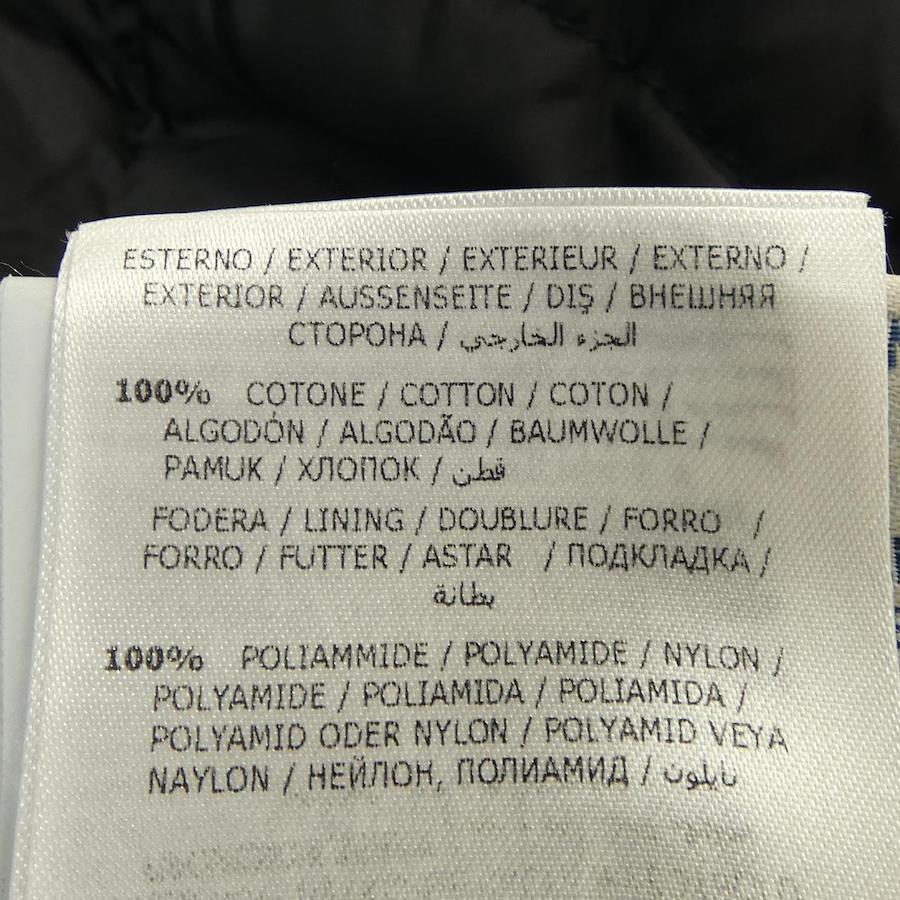 ESTERNO / EXTERIOR / EXTERIEUR / EXTERNO /
EXTERIOR / AUSSENSEITE / DIŞ / ВНЕШНЯЯ
СТОРОНА / الجزء الخارجي
100% COTONE / COTTON / COTON /
ALGODÓN / ALGODÃO / BAUMWOLLE /
PAMUK / ХЛОПОК / قطن
FODERA / LINING / DOUBLURE / FORRO /
FORRO / FUTTER / ASTAR / ПОДКЛАДКА /
بطانة
100% POLIAMMIDE / POLYAMIDE / NYLON /
POLYAMIDE / POLIAMIDA / POLIAMIDA /
POLYAMID ODER NYLON / POLYAMID VEYA
NAYLON / НЕЙЛОН, ПОЛИАМИД / نايلون